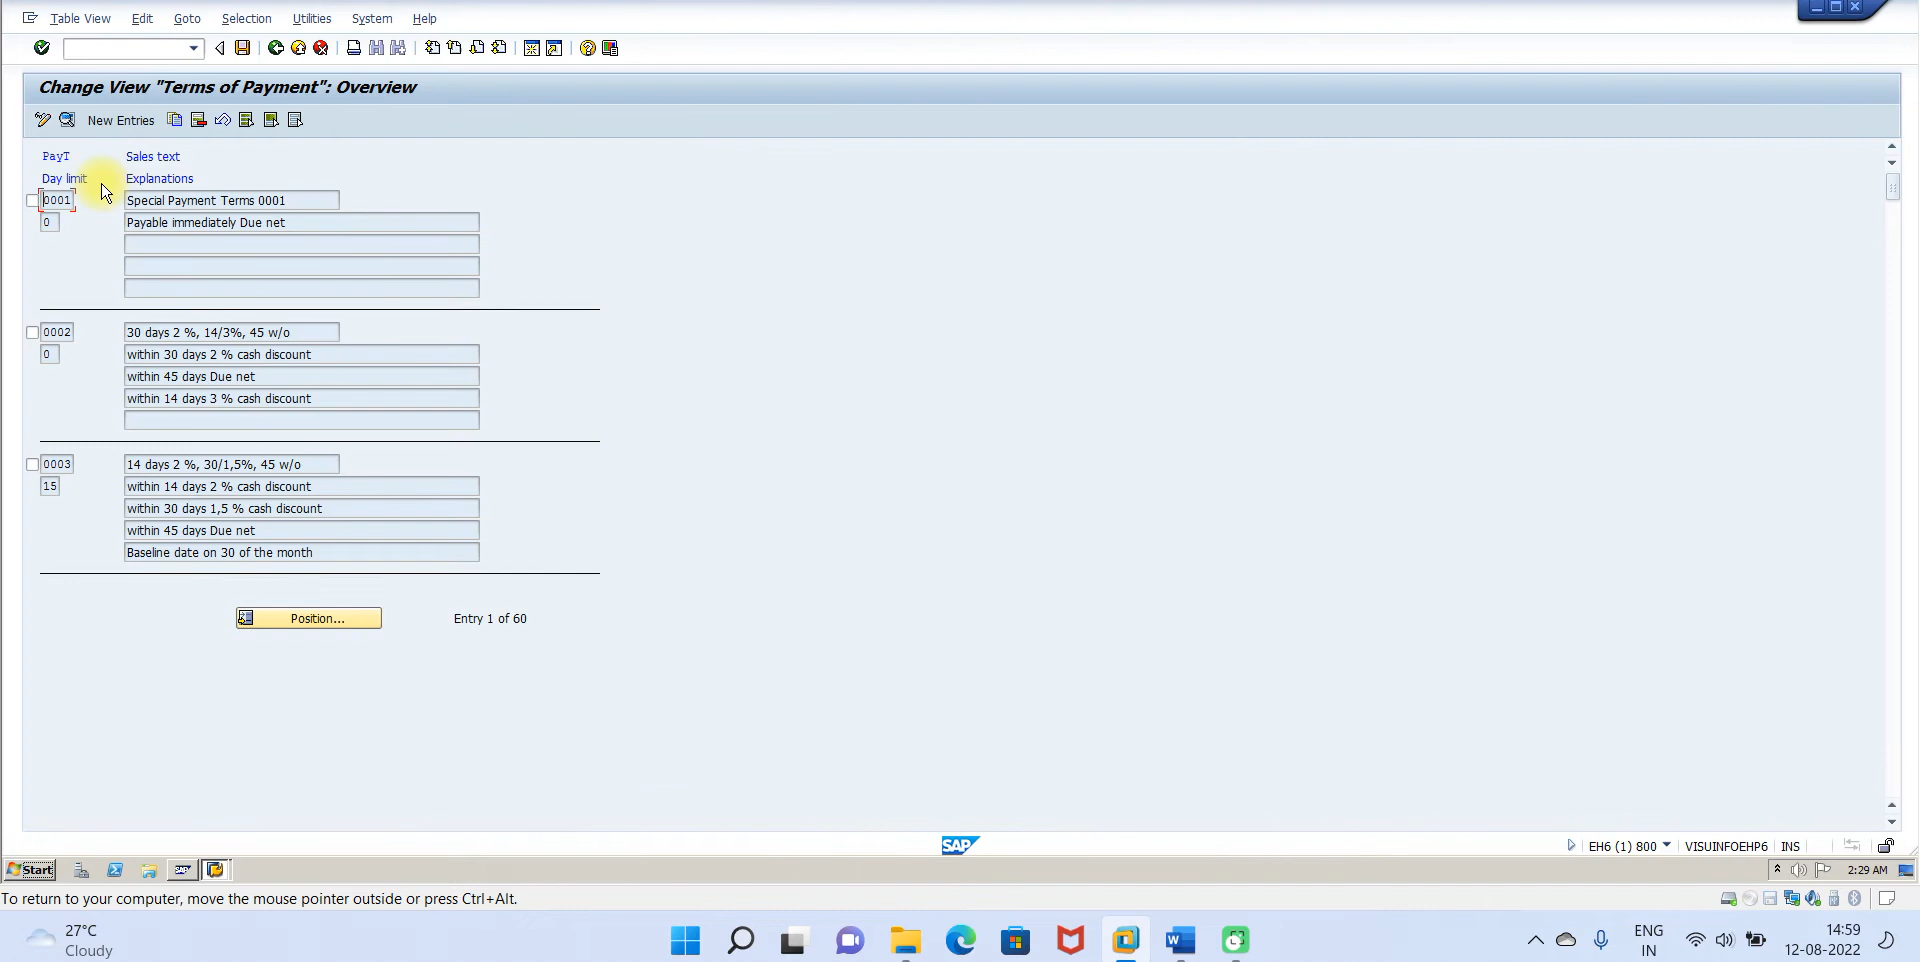 Table View Edit Goto Selection Utilities System Help
Change View "Terms of Payment": Overview
New Entries
PayT Sales text
Day limit Explanations
0001 Special Payment Terms 0001
0 Payable immediately Due net
0002 30 days 2 %, 14/3%, 45 w/o
0 within 30 days 2 % cash discount
within 45 days Due net
within 14 days 3 % cash discount
0003 14 days 2 %, 30/1,5%, 45 w/o
15 within 14 days 2 % cash discount
within 30 days 1,5 % cash discount
within 45 days Due net
Baseline date on 30 of the month
Position... Entry 1 of 60
SAP EH6 (1) 800 VISUINFOEHP6 INS
Start 2:29 AM
To return to your computer, move the mouse pointer outside or press Ctrl+Alt.
27°C
Cloudy
ENG
IN
14:59
12-08-2022